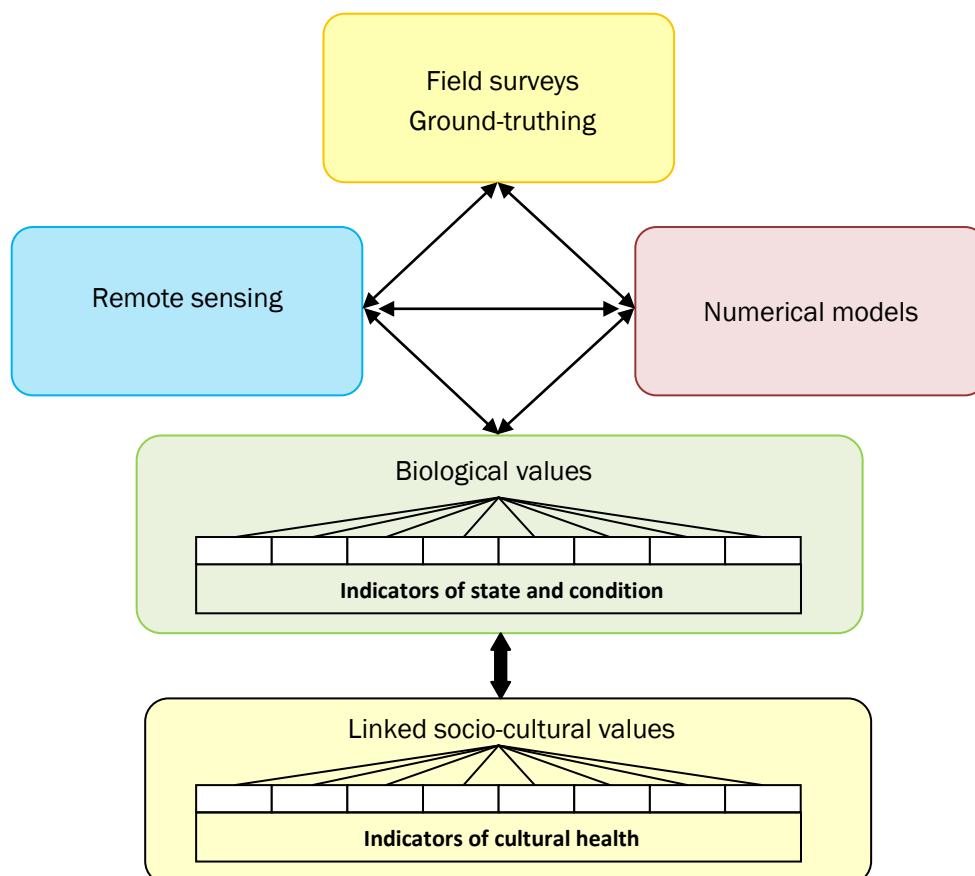 Field surveys
Ground-truthing
Remote sensing
Numerical models
Biological values
Indicators of state and condition
Linked socio-cultural values
Indicators of cultural health